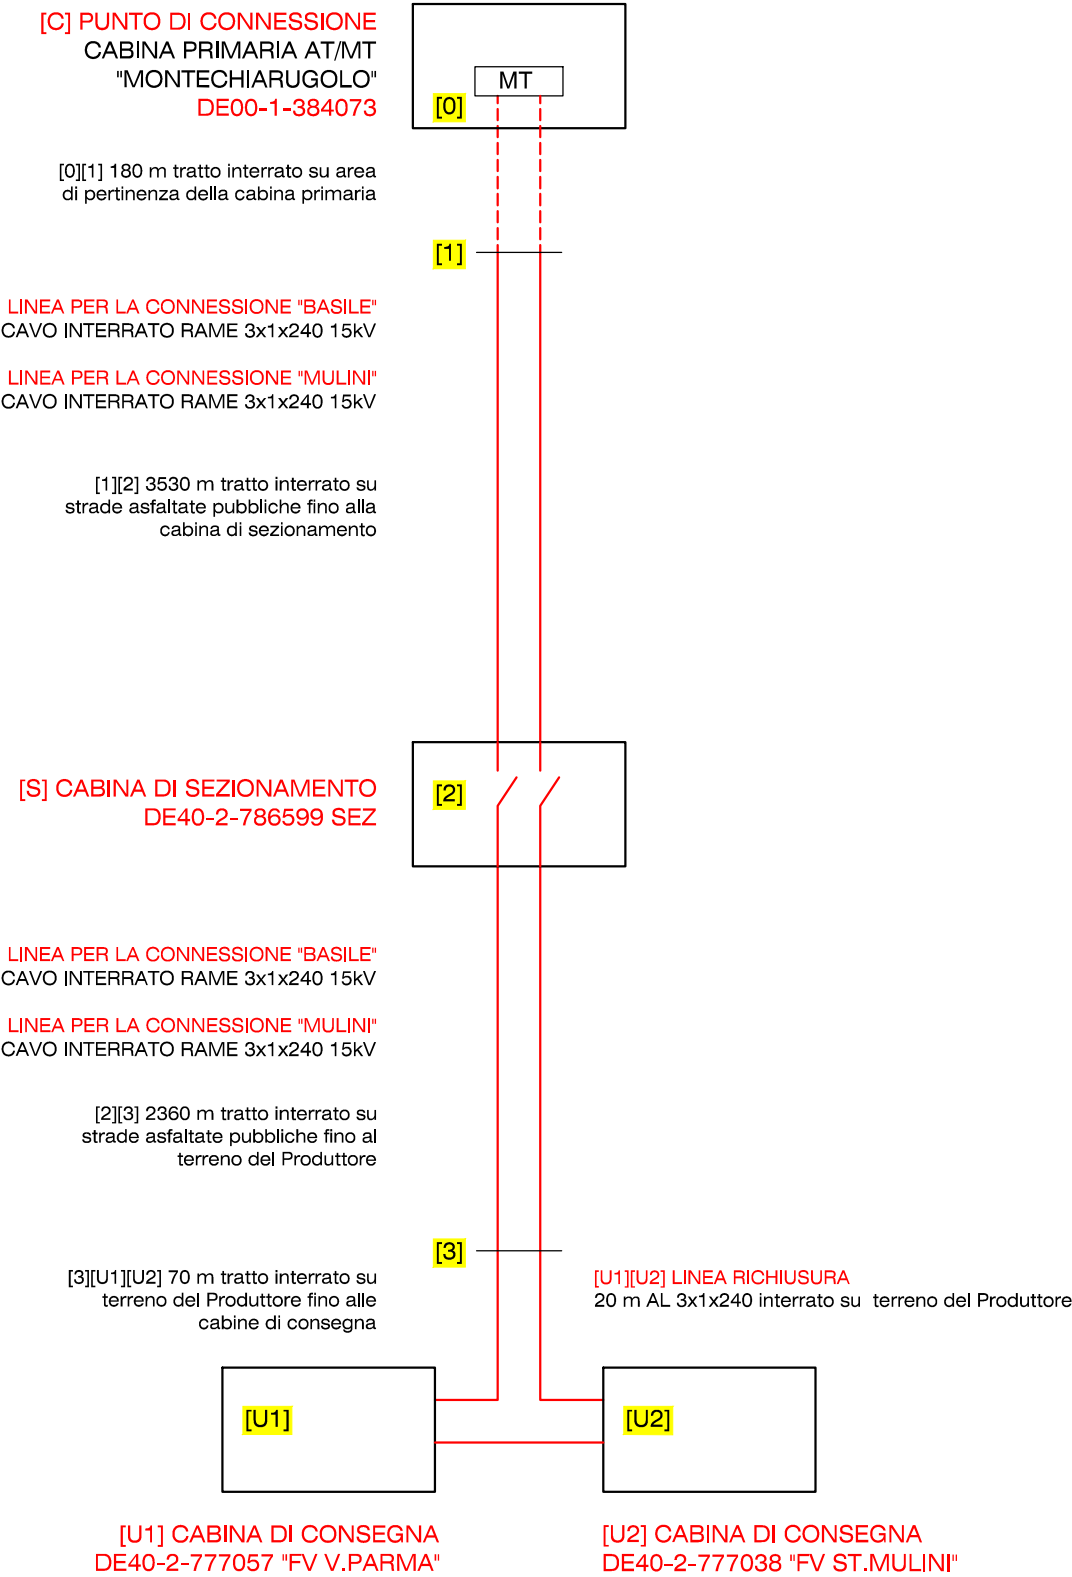 [C] PUNTO DI CONNESSIONE
CABINA PRIMARIA AT/MT
"MONTECHIARUGOLO"
DE00-1-384073
MT
[0]
[0][1] 180 m tratto interrato su area
di pertinenza della cabina primaria
[1]
LINEA PER LA CONNESSIONE "BASILE"
CAVO INTERRATO RAME 3x1x240 15kV
LINEA PER LA CONNESSIONE "MULINI"
CAVO INTERRATO RAME 3x1x240 15kV
[1][2] 3530 m tratto interrato su
strade asfaltate pubbliche fino alla
cabina di sezionamento
[S] CABINA DI SEZIONAMENTO
DE40-2-786599 SEZ
[2]
LINEA PER LA CONNESSIONE "BASILE"
CAVO INTERRATO RAME 3x1x240 15kV
LINEA PER LA CONNESSIONE "MULINI"
CAVO INTERRATO RAME 3x1x240 15kV
[2][3] 2360 m tratto interrato su
strade asfaltate pubbliche fino al
terreno del Produttore
[3]
[3][U1][U2] 70 m tratto interrato su
terreno del Produttore fino alle
cabine di consegna
[U1][U2] LINEA RICHIUSURA
20 m AL 3x1x240 interrato su terreno del Produttore
[U1]
[U2]
[U1] CABINA DI CONSEGNA
DE40-2-777057 "FV V.PARMA"
[U2] CABINA DI CONSEGNA
DE40-2-777038 "FV ST.MULINI"